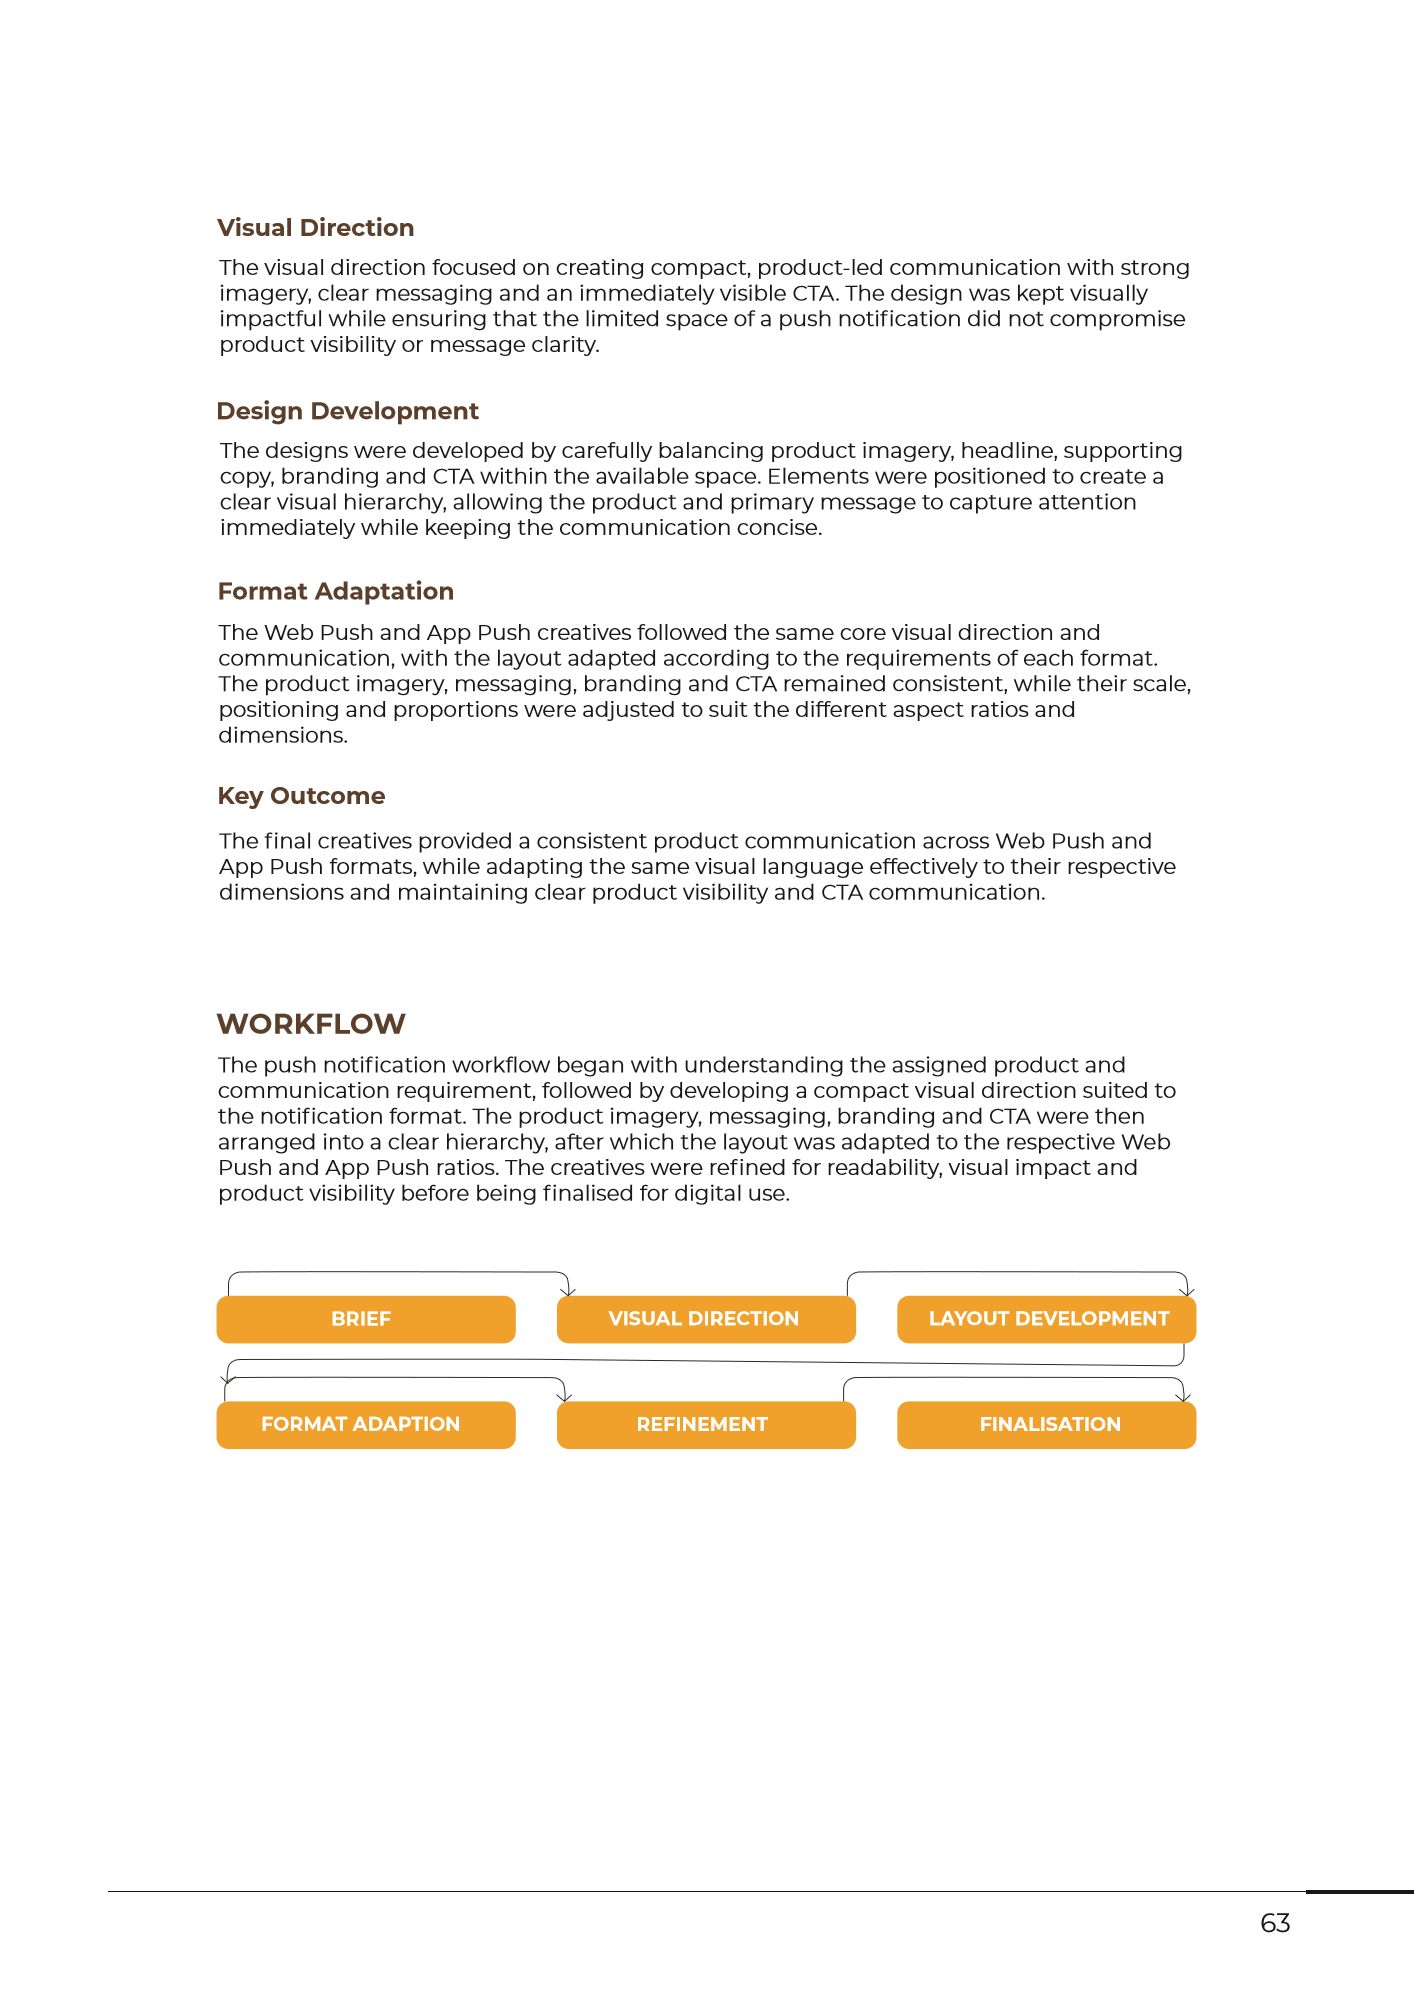 Visual Direction
The visual direction focused on creating compact, product-led communication with strong
imagery, clear messaging and an immediately visible CTA. The design was kept visually
impactful while ensuring that the limited space of a push notification did not compromise
product visibility or message clarity.
Design Development
The designs were developed by carefully balancing product imagery, headline, supporting
copy, branding and CTA within the available space. Elements were positioned to create a
clear visual hierarchy, allowing the product and primary message to capture attention
immediately while keeping the communication concise.
Format Adaptation
The Web Push and App Push creatives followed the same core visual direction and
communication, with the layout adapted according to the requirements of each format.
The product imagery, messaging, branding and CTA remained consistent, while their scale,
positioning and proportions were adjusted to suit the different aspect ratios and
dimensions.
Key Outcome
The final creatives provided a consistent product communication across Web Push and
App Push formats, while adapting the same visual language effectively to their respective
dimensions and maintaining clear product visibility and CTA communication.
WORKFLOW
The push notification workflow began with understanding the assigned product and
communication requirement, followed by developing a compact visual direction suited to
the notification format. The product imagery, messaging, branding and CTA were then
arranged into a clear hierarchy, after which the layout was adapted to the respective Web
Push and App Push ratios. The creatives were refined for readability, visual impact and
product visibility before being finalised for digital use.
BRIEF
VISUAL DIRECTION
LAYOUT DEVELOPMENT
FORMAT ADAPTION
REFINEMENT
FINALISATION
63